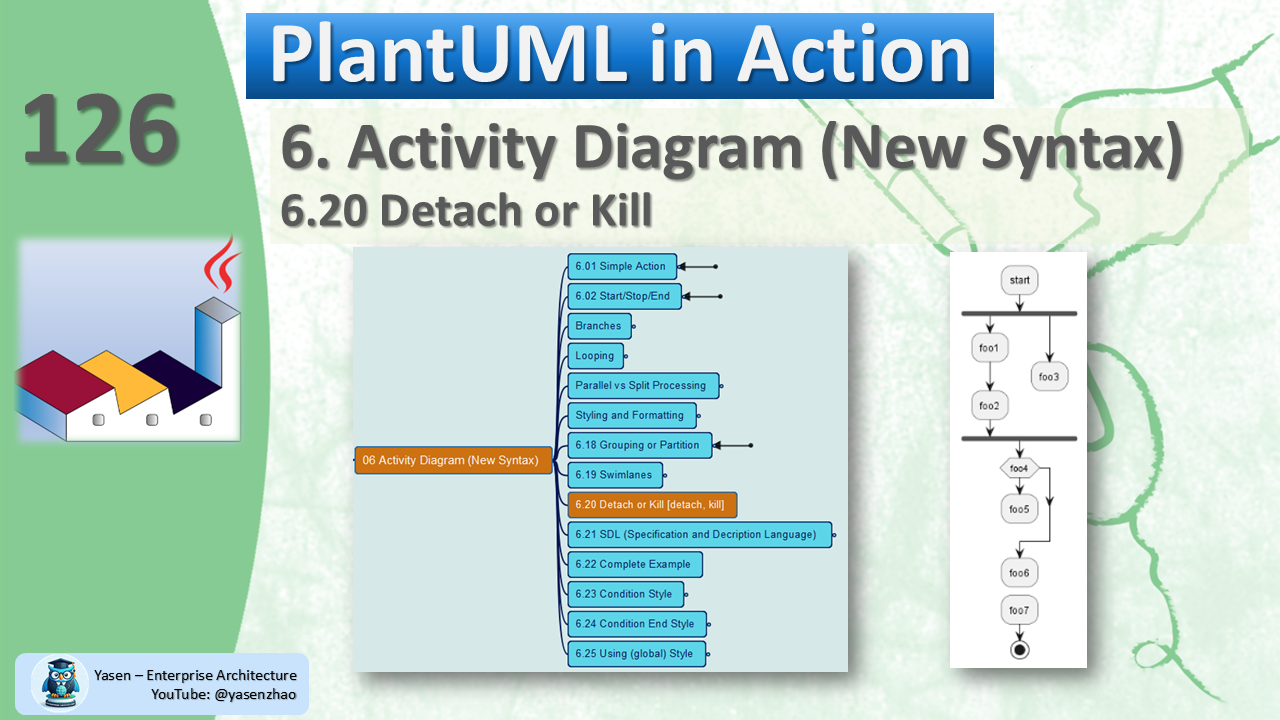 PlantUML in Action
126
6. Activity Diagram (New Syntax)
6.20 Detach or Kill
06 Activity Diagram (New Syntax)
6.01 Simple Action
6.02 Start/Stop/End
Branches
Looping
Parallel vs Split Processing
Styling and Formatting
6.18 Grouping or Partition
6.19 Swimlanes
6.20 Detach or Kill [detach, kill]
6.21 SDL (Specification and Decription Language)
6.22 Complete Example
6.23 Condition Style
6.24 Condition End Style
6.25 Using (global) Style
start
foo1
foo3
foo2
foo4
foo5
foo6
foo7
Yasen – Enterprise Architecture
YouTube: @yasenzhao